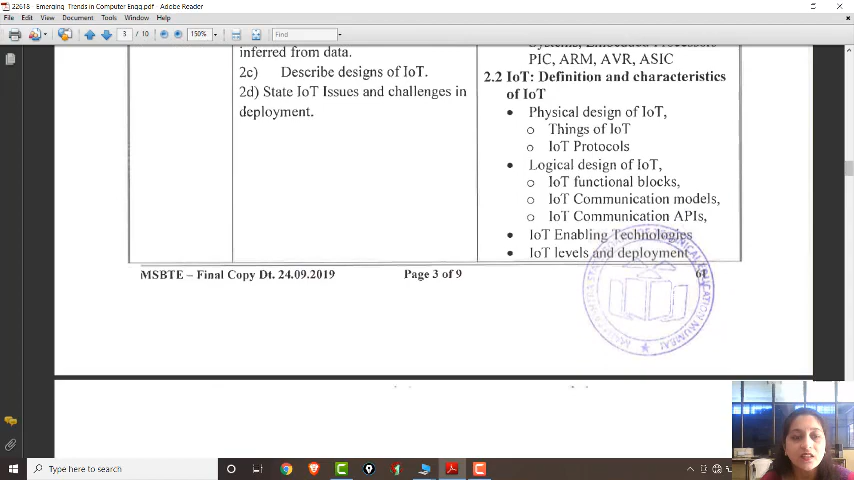 22618 - Emerging Trends in Computer Engg.pdf - Adobe Reader
File Edit View Document Tools Window Help
3 / 10 150% Find
inferred from data.
2c) Describe designs of IoT.
2d) State IoT Issues and challenges in
deployment.
PIC, ARM, AVR, ASIC
2.2 IoT: Definition and characteristics
of IoT
• Physical design of IoT,
o Things of IoT
o IoT Protocols
• Logical design of IoT,
o IoT functional blocks,
o IoT Communication models,
o IoT Communication APIs,
• IoT Enabling Technologies
• IoT levels and deployment
MSBTE – Final Copy Dt. 24.09.2019 Page 3 of 9
MUMBAI
Type here to search